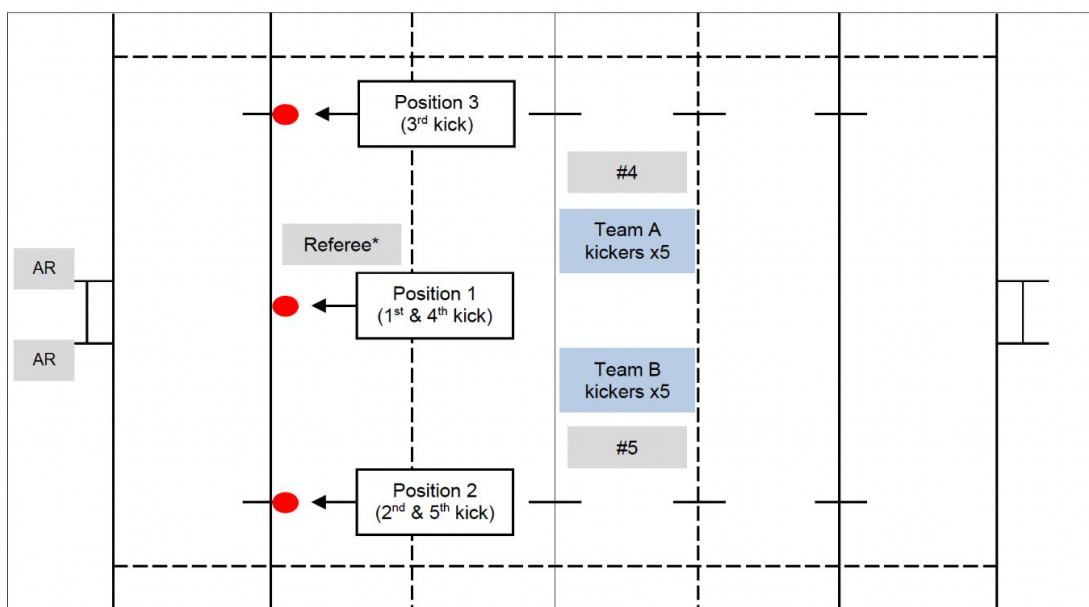 Position 3
(3rd kick)
#4
Team A
kickers x5
Referee*
AR
Position 1
(1st & 4th kick)
AR
Team B
kickers x5
#5
Position 2
(2nd & 5th kick)